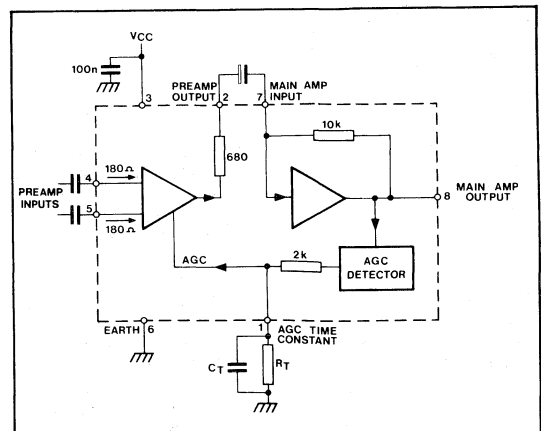 VCC
100n
3
PREAMP
OUTPUT
2
7
MAIN AMP
INPUT
10k
680
180Ω
4
PREAMP
INPUTS
5
180Ω
8
MAIN AMP
OUTPUT
AGC
2k
AGC
DETECTOR
EARTH
6
1
AGC TIME
CONSTANT
CT
RT